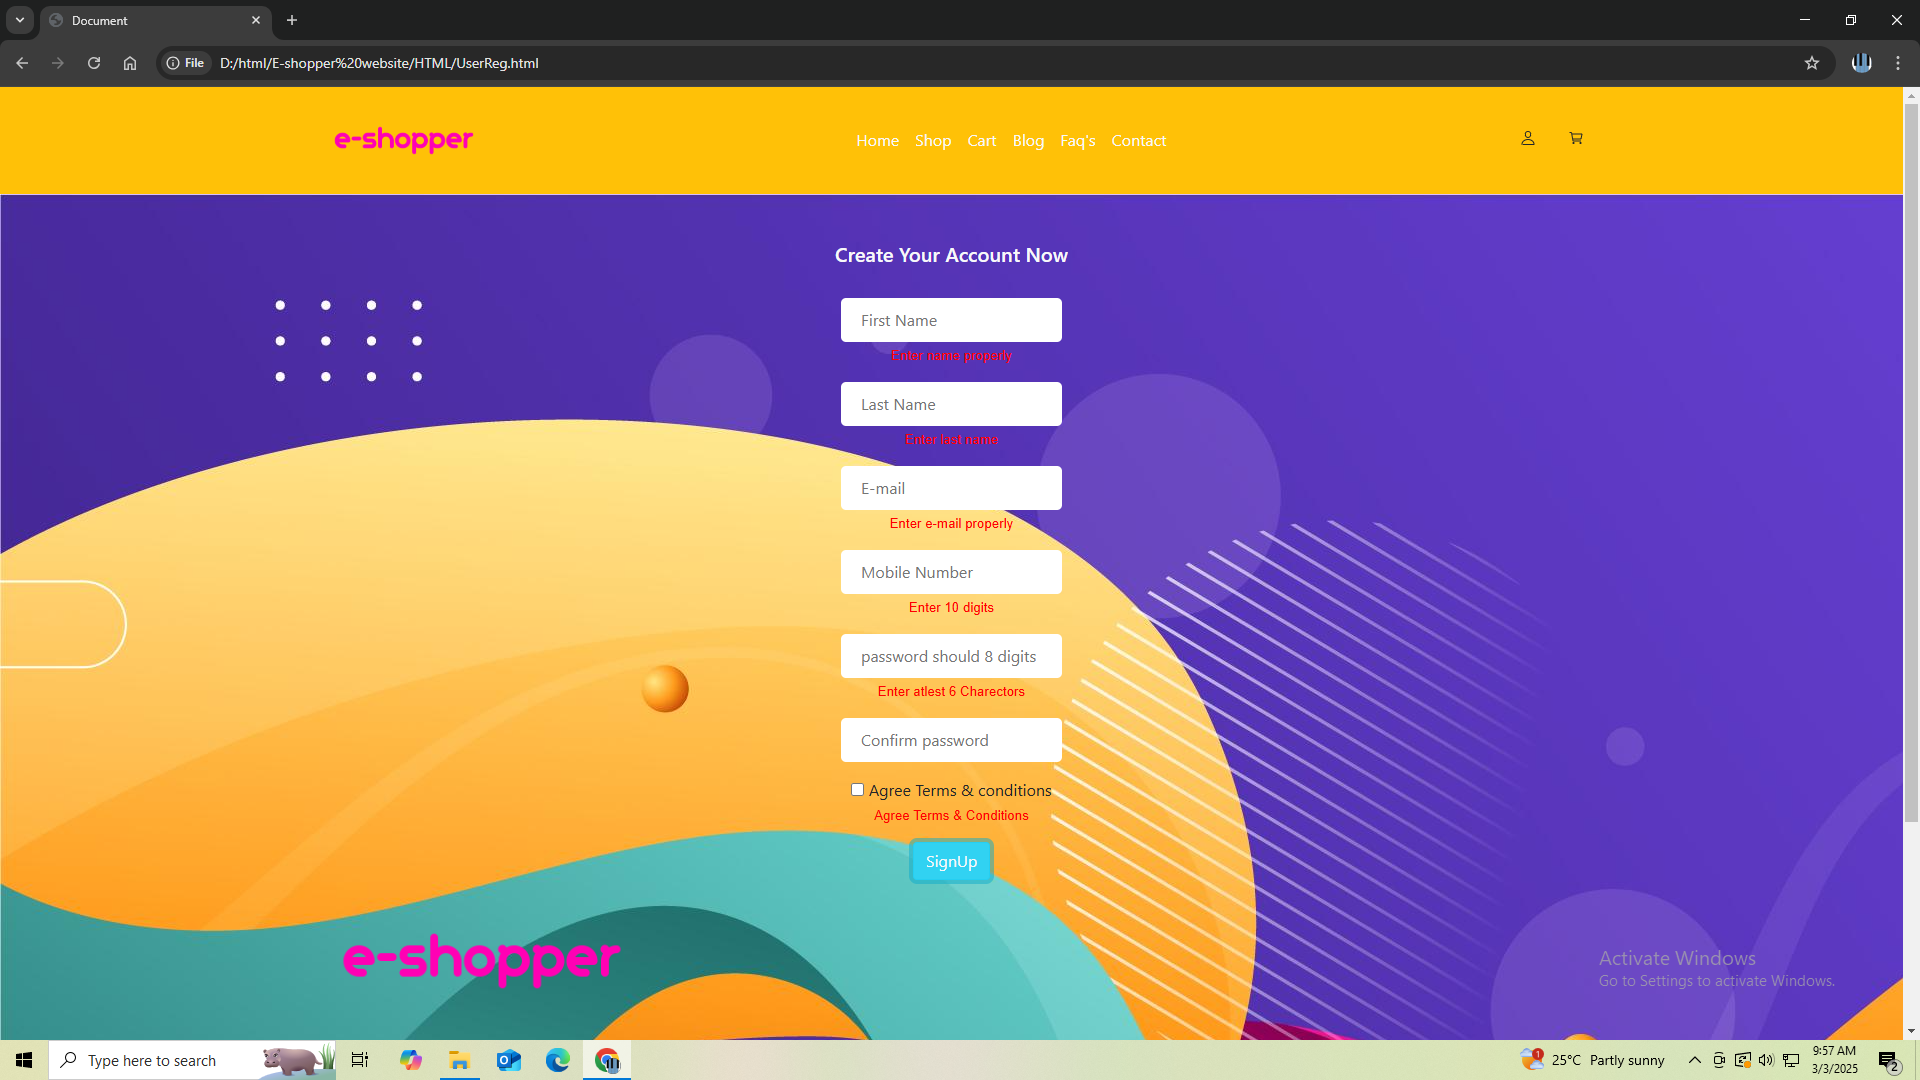 Document
File
D:/html/E-shopper%20website/HTML/UserReg.html
e-shopper
Home Shop Cart Blog Faq's Contact
Create Your Account Now
First Name
Enter name properly
Last Name
Enter last name
E-mail
Enter e-mail properly
Mobile Number
Enter 10 digits
password should 8 digits
Enter atlest 6 Charectors
Confirm password
Agree Terms & conditions
Agree Terms & Conditions
SignUp
e-shopper
Activate Windows
Go to Settings to activate Windows.
Type here to search
1
25°C Partly sunny
9:57 AM
3/3/2025
2